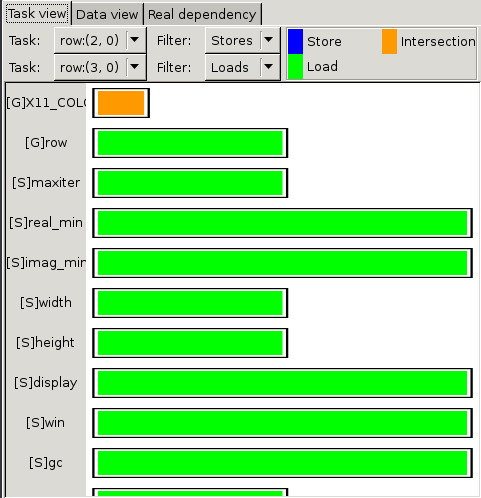 Task view Data view Real dependency
Task: row:(2, 0) Filter: Stores Store Intersection
Task: row:(3, 0) Filter: Loads Load
[G]X11_COL
[G]row
[S]maxiter
[S]real_min
[S]imag_min
[S]width
[S]height
[S]display
[S]win
[S]gc